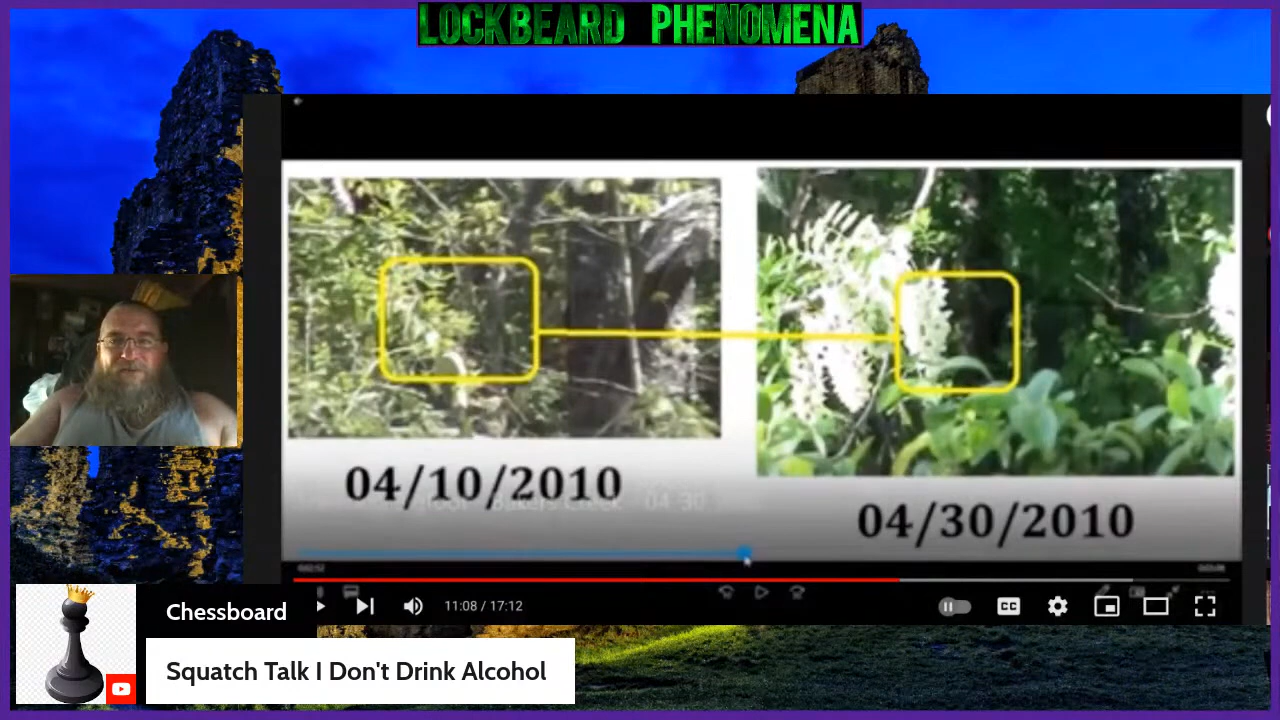 LOCKBEARD PHENOMENA
04/10/2010
04/30/2010
11:08 / 17:12
CC
Chessboard
Squatch Talk I Don't Drink Alcohol